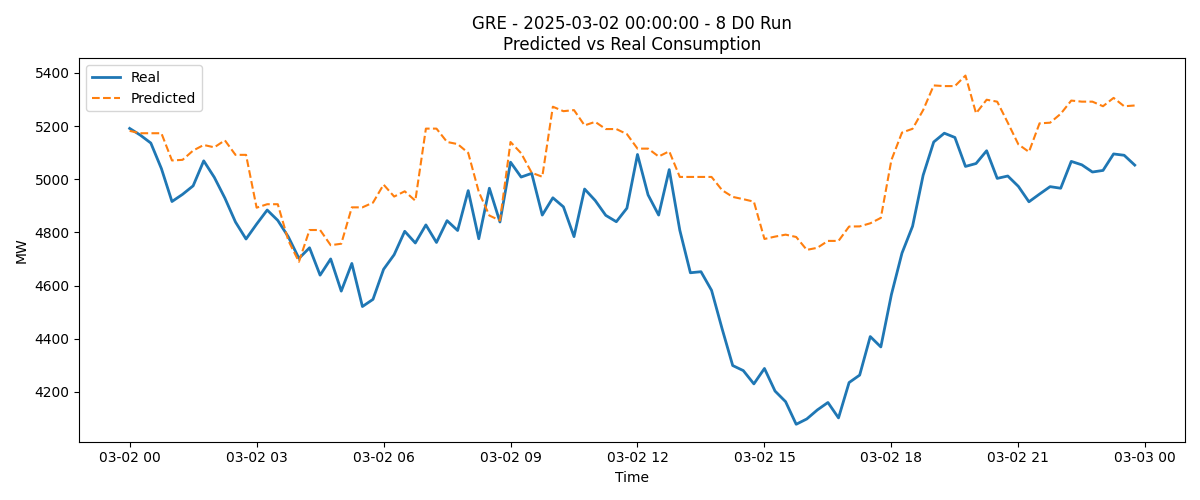 GRE - 2025-03-02 00:00:00 - 8 D0 Run
Predicted vs Real Consumption
Real
Predicted
MW
5400
5200
5000
4800
4600
4400
4200
03-02 00
03-02 03
03-02 06
03-02 09
03-02 12
03-02 15
03-02 18
03-02 21
03-03 00
Time